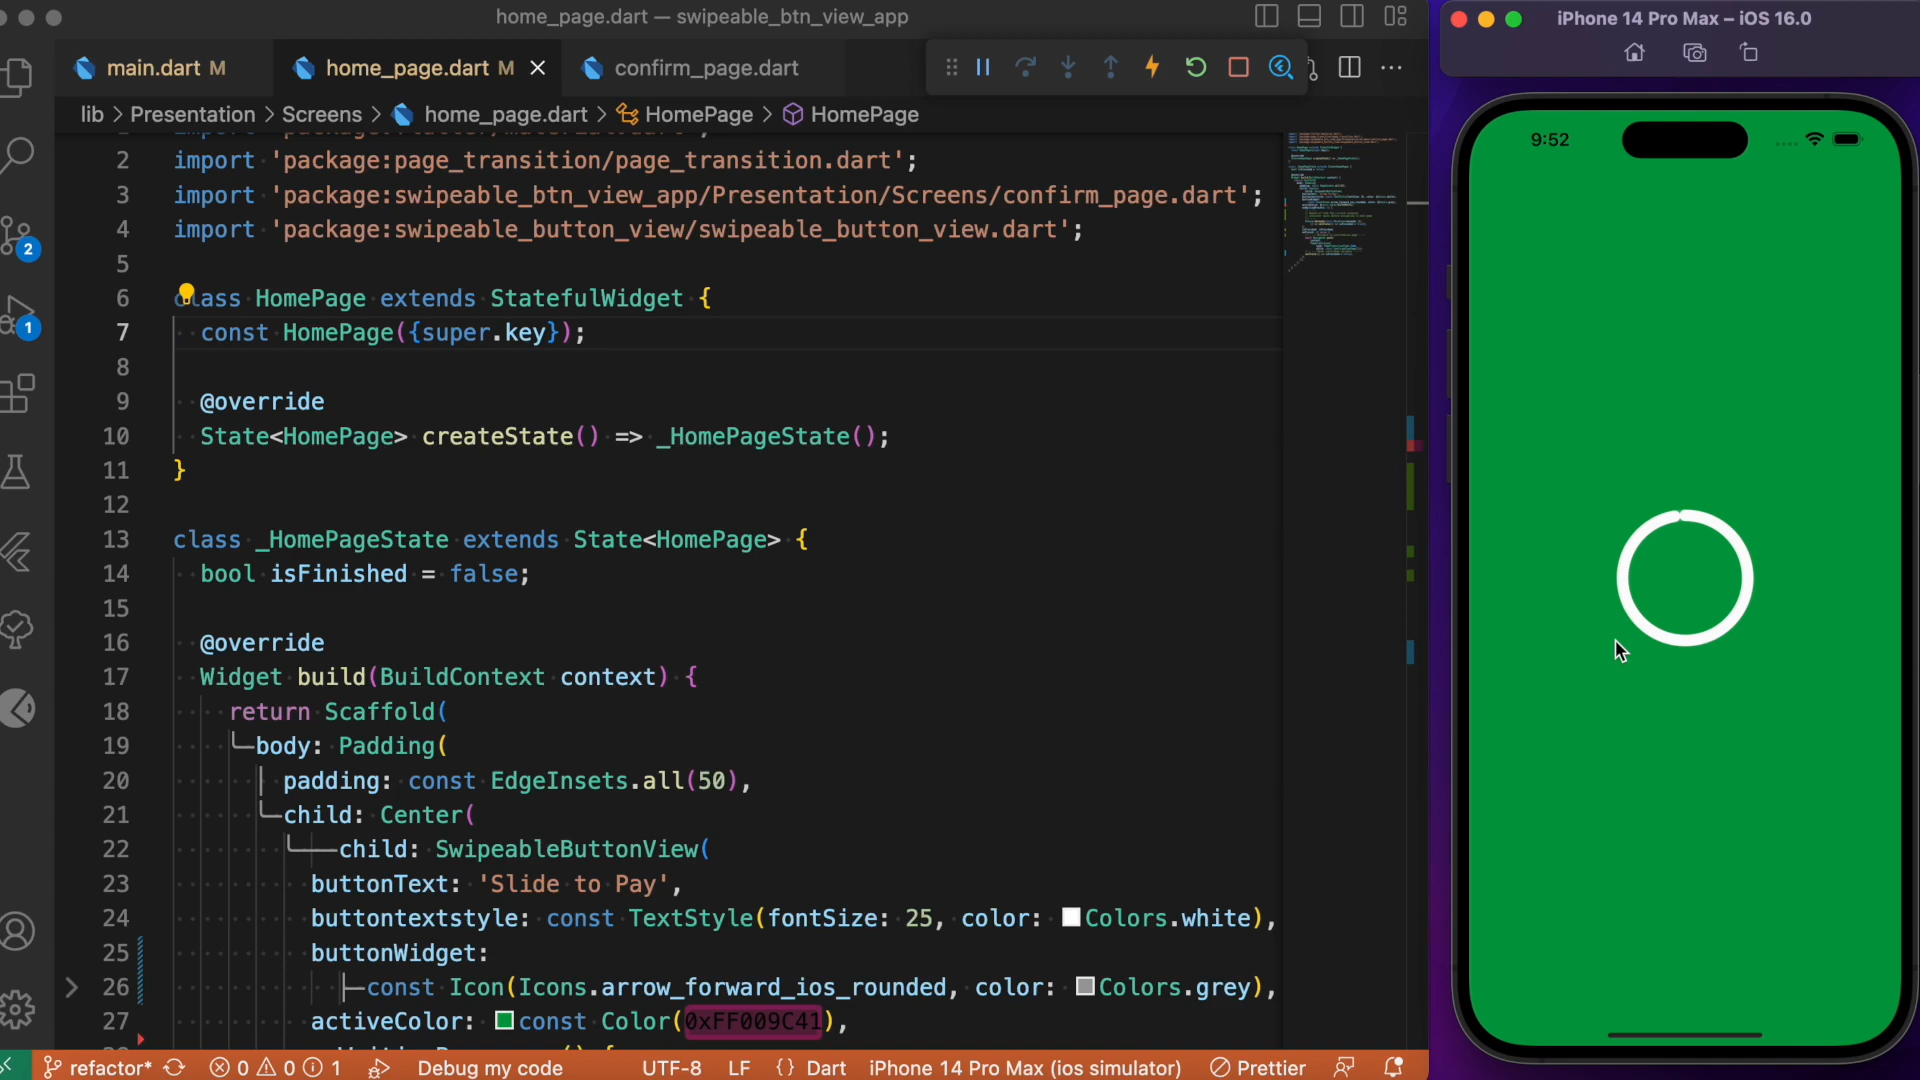 home_page.dart — swipeable_btn_view_app
iPhone 14 Pro Max – iOS 16.0
main.dart M
home_page.dart M
confirm_page.dart
lib > Presentation > Screens > home_page.dart > HomePage > HomePage
9:52
2 import 'package:page_transition/page_transition.dart';
3 import 'package:swipeable_btn_view_app/Presentation/Screens/confirm_page.dart';
4 import 'package:swipeable_button_view/swipeable_button_view.dart';
5
6 class HomePage extends StatefulWidget {
7 const HomePage({super.key});
8
9 @override
10 State<HomePage> createState() => _HomePageState();
11 }
12
13 class _HomePageState extends State<HomePage> {
14 bool isFinished = false;
15
16 @override
17 Widget build(BuildContext context) {
18 return Scaffold(
19 body: Padding(
20 padding: const EdgeInsets.all(50),
21 child: Center(
22 child: SwipeableButtonView(
23 buttonText: 'Slide to Pay',
24 buttontextstyle: const TextStyle(fontSize: 25, color: Colors.white),
25 buttonWidget:
26 const Icon(Icons.arrow_forward_ios_rounded, color: Colors.grey),
27 activeColor: const Color(0xFF009C41),
2
1
refactor* 0 0 1 Debug my code UTF-8 LF {} Dart iPhone 14 Pro Max (ios simulator) Prettier